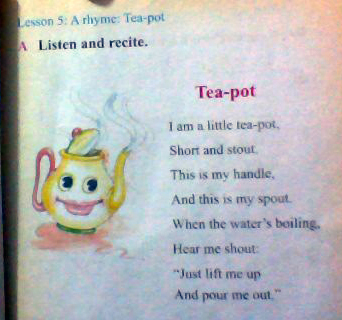 Lesson 5: A rhyme: Tea-pot
A Listen and recite.
Tea-pot
I am a little tea-pot,
Short and stout.
This is my handle,
And this is my spout.
When the water's boiling,
Hear me shout:
"Just lift me up
And pour me out."